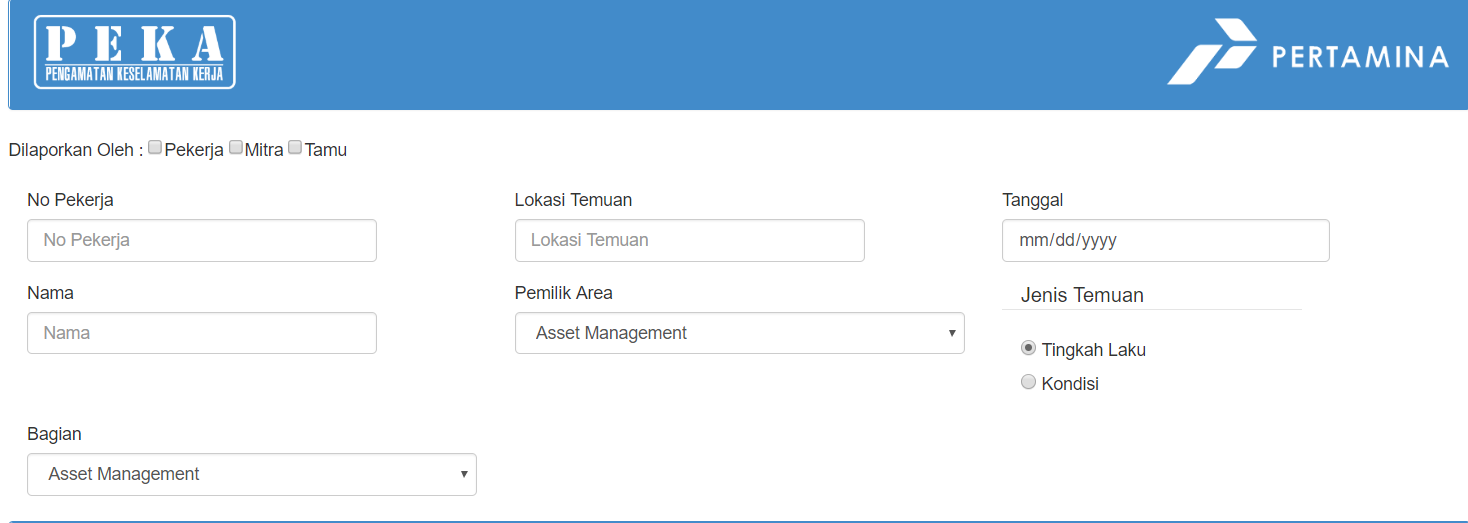 PEKA
PENGAMATAN KESELAMATAN KERJA
PERTAMINA
Dilaporkan Oleh : Pekerja Mitra Tamu
No Pekerja
No Pekerja
Lokasi Temuan
Lokasi Temuan
Tanggal
mm/dd/yyyy
Nama
Nama
Pemilik Area
Asset Management
Jenis Temuan
Tingkah Laku
Kondisi
Bagian
Asset Management